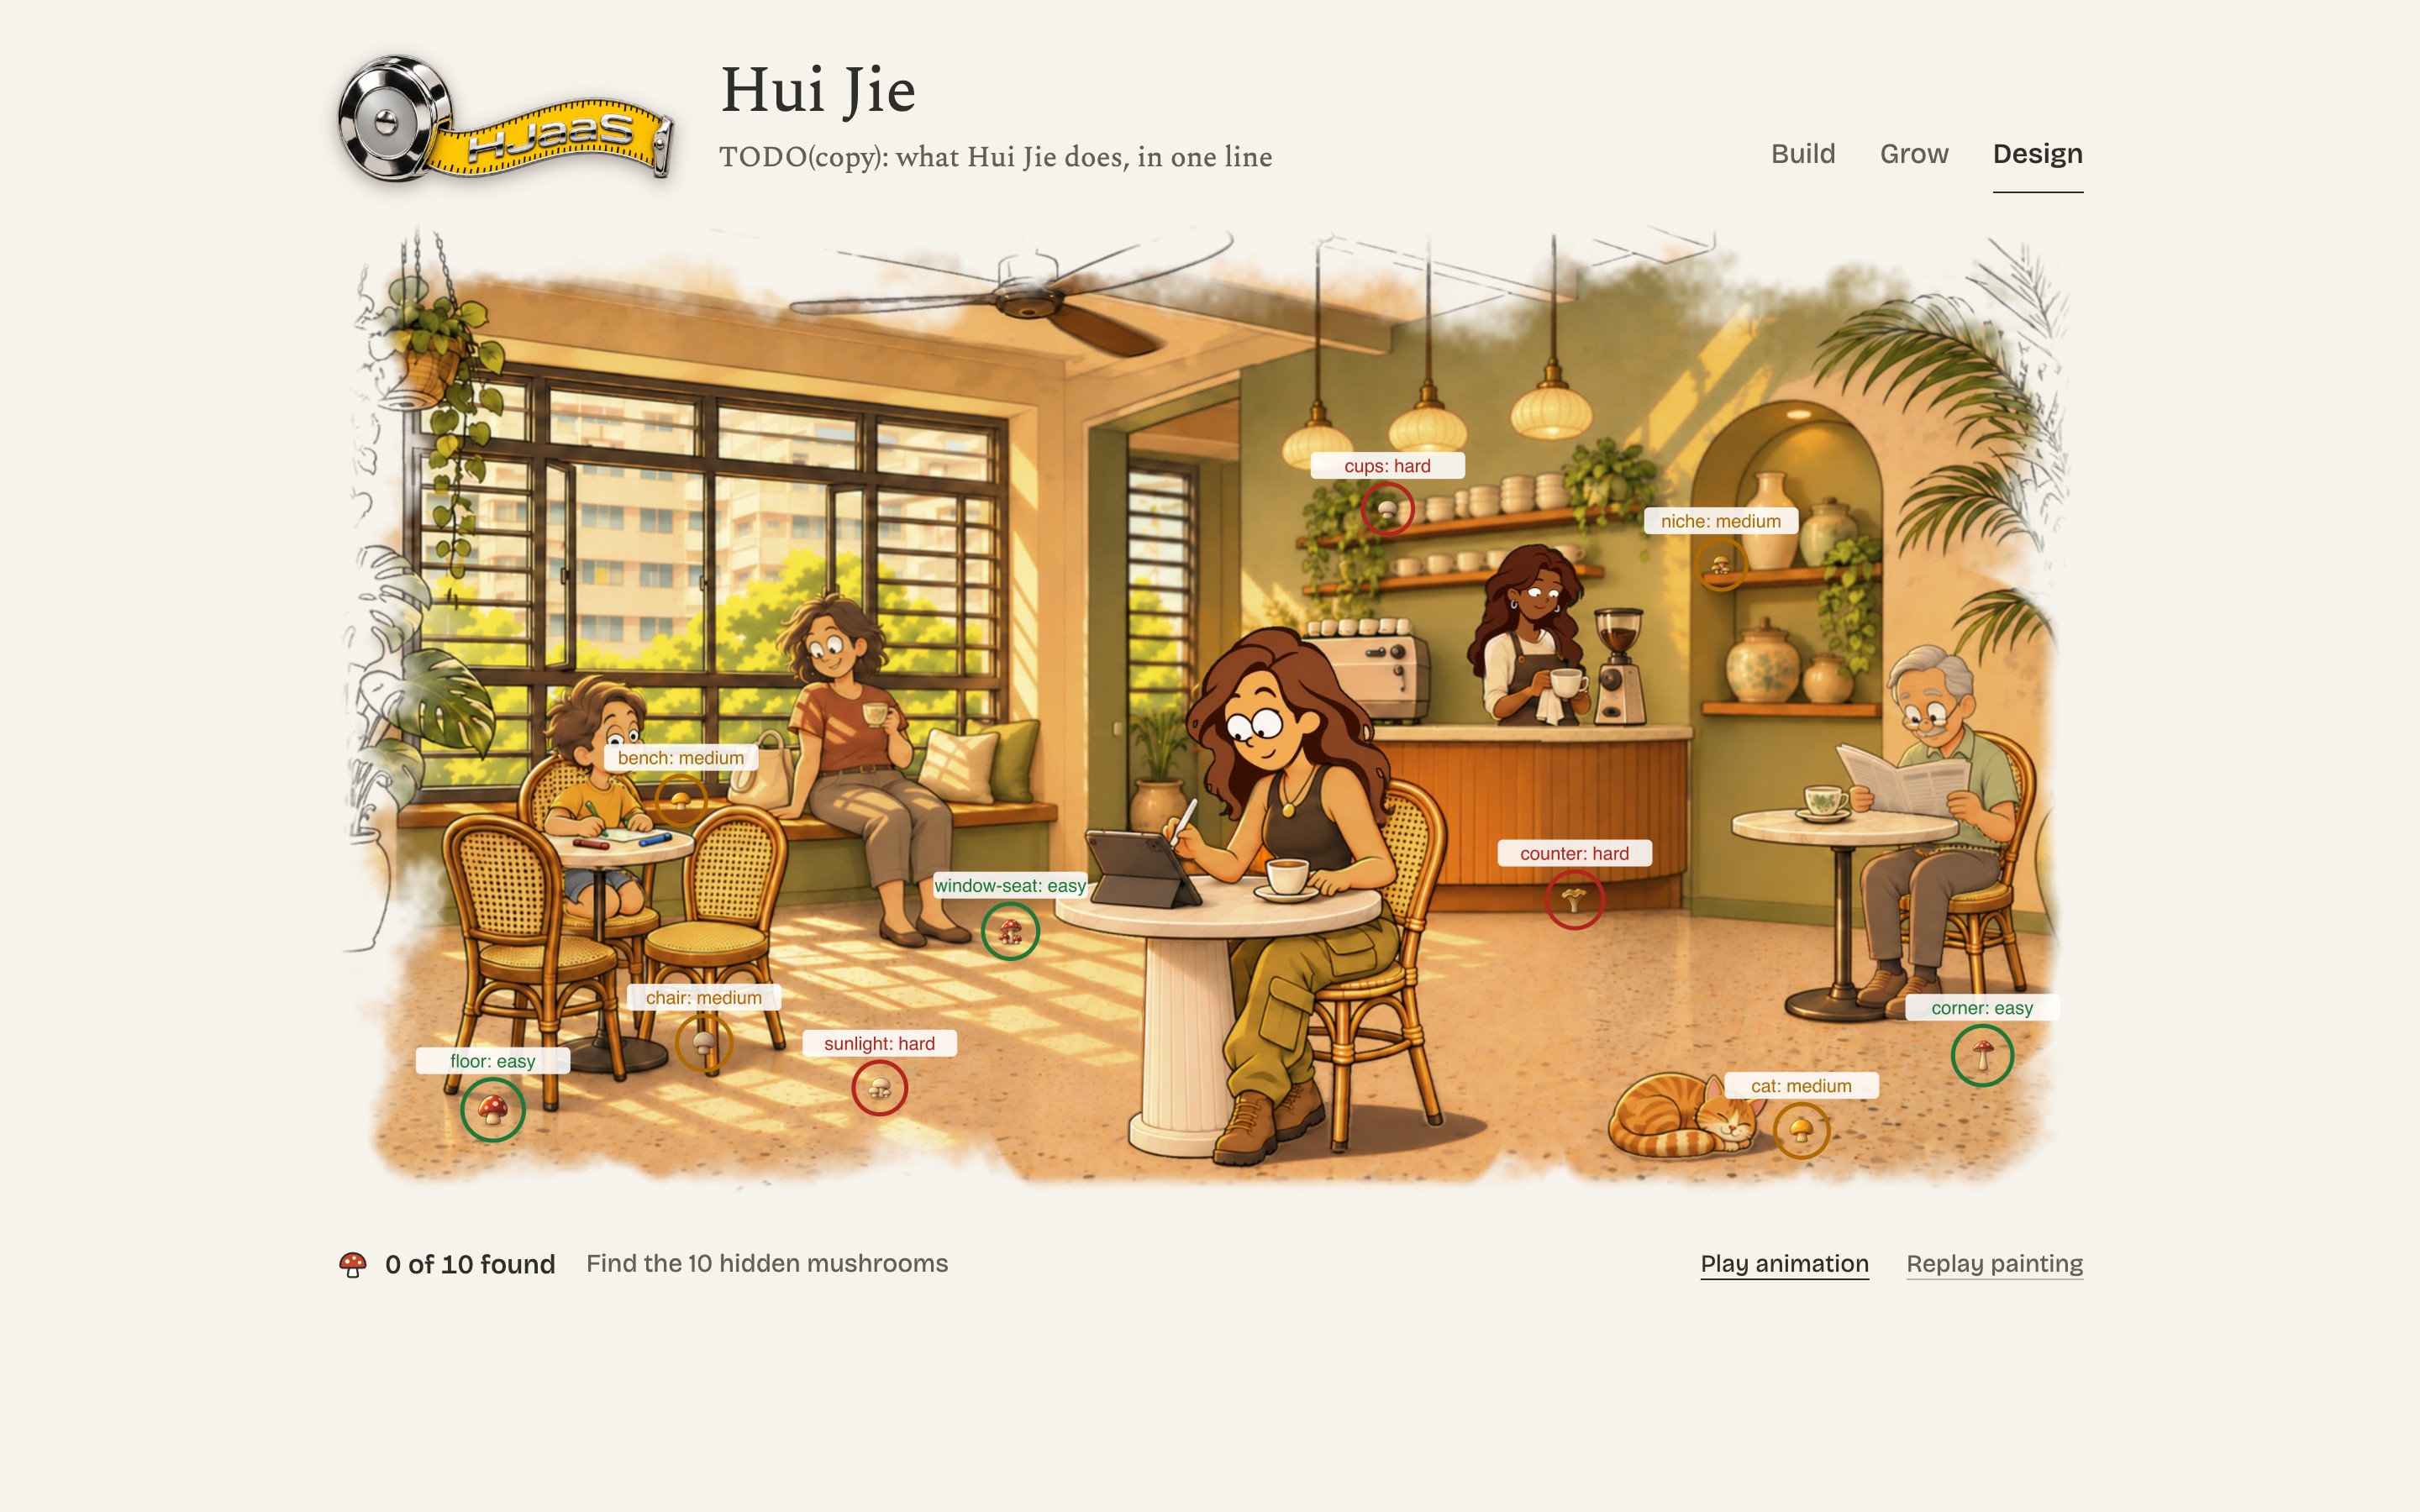 HJaaS
Hui Jie
TODO(copy): what Hui Jie does, in one line
Build Grow Design
cups: hard
niche: medium
bench: medium
counter: hard
window-seat: easy
chair: medium
corner: easy
sunlight: hard
floor: easy
cat: medium
0 of 10 found Find the 10 hidden mushrooms Play animation Replay painting